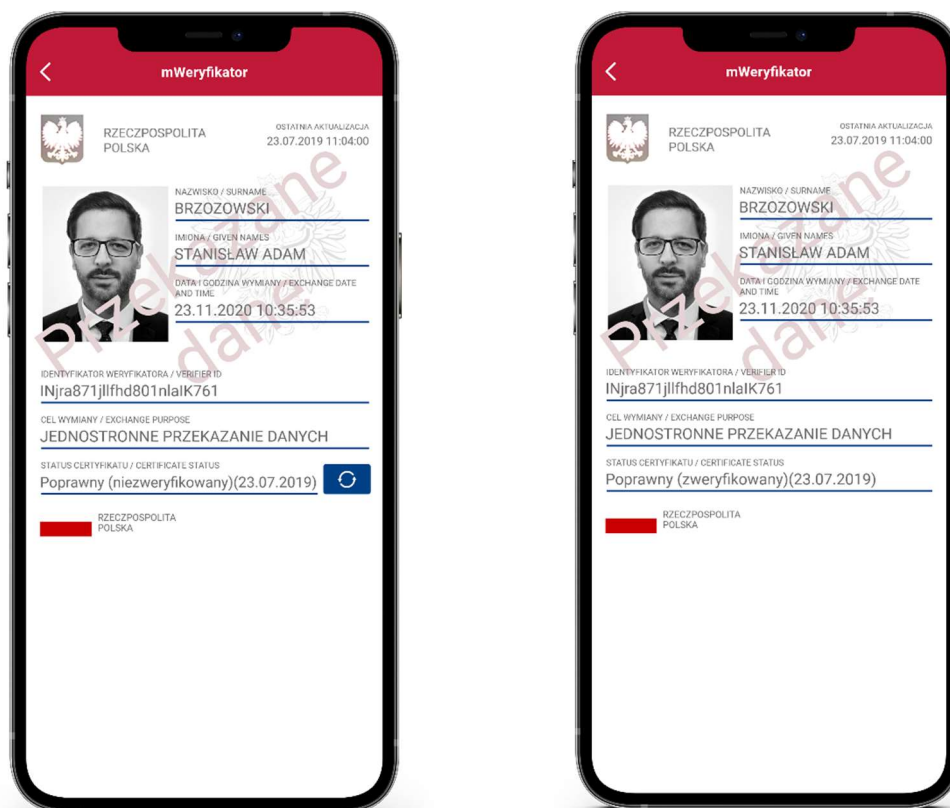 mWeryfikator
RZECZPOSPOLITA
POLSKA
OSTATNIA AKTUALIZACJA
23.07.2019 11:04:00
NAZWISKO / SURNAME
BRZOZOWSKI
IMIONA / GIVEN NAMES
STANISŁAW ADAM
DATA I GODZINA WYMIANY / EXCHANGE DATE
AND TIME
23.11.2020 10:35:53
Przekazane
dane
IDENTYFIKATOR WERYFIKATORA / VERIFIER ID
INjra871jllfhd801nlaIK761
CEL WYMIANY / EXCHANGE PURPOSE
JEDNOSTRONNE PRZEKAZANIE DANYCH
STATUS CERTYFIKATU / CERTIFICATE STATUS
Poprawny (niezweryfikowany)(23.07.2019)
RZECZPOSPOLITA
POLSKA
mWeryfikator
RZECZPOSPOLITA
POLSKA
OSTATNIA AKTUALIZACJA
23.07.2019 11:04:00
NAZWISKO / SURNAME
BRZOZOWSKI
IMIONA / GIVEN NAMES
STANISŁAW ADAM
DATA I GODZINA WYMIANY / EXCHANGE DATE
AND TIME
23.11.2020 10:35:53
Przekazane
dane
IDENTYFIKATOR WERYFIKATORA / VERIFIER ID
INjra871jllfhd801nlaIK761
CEL WYMIANY / EXCHANGE PURPOSE
JEDNOSTRONNE PRZEKAZANIE DANYCH
STATUS CERTYFIKATU / CERTIFICATE STATUS
Poprawny (zweryfikowany)(23.07.2019)
RZECZPOSPOLITA
POLSKA